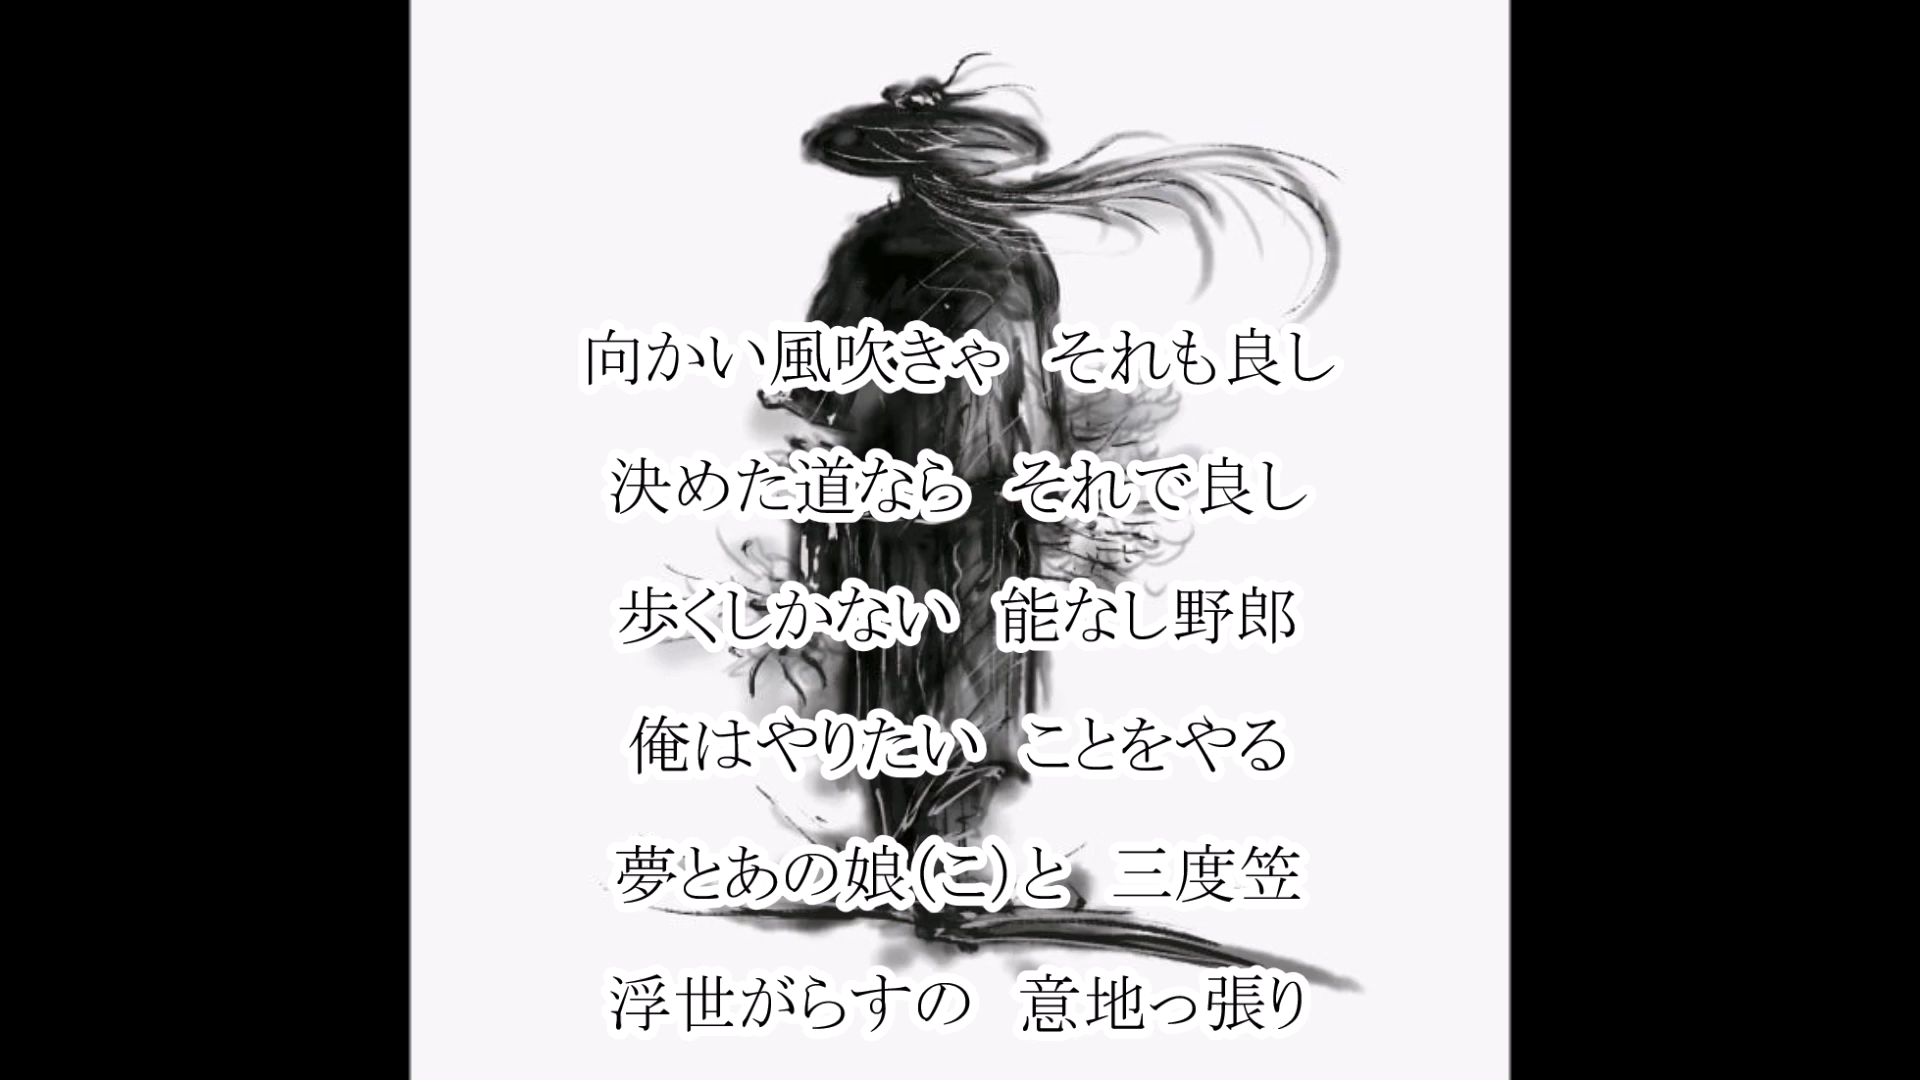 向かい風吹きゃ　それも良し
決めた道なら　それで良し
歩くしかない　能なし野郎
俺はやりたい　ことをやる
夢とあの娘(こ)と　三度笠
浮世がらすの　意地っ張り